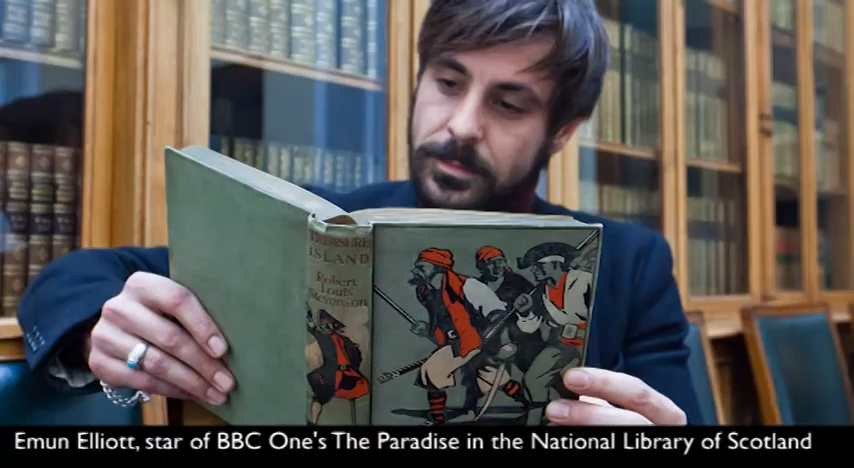 TREASURE
ISLAND
Robert
Louis
Stevenson
Emun Elliott, star of BBC One's The Paradise in the National Library of Scotland